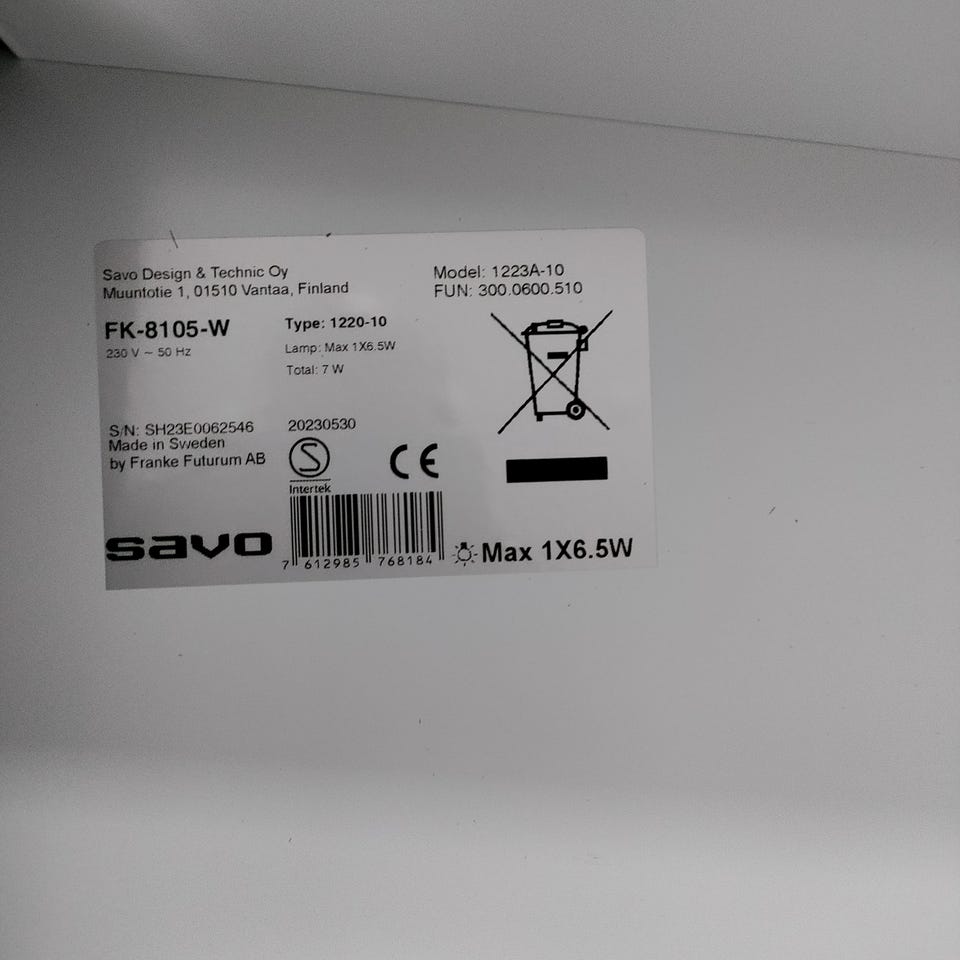 Savo Design & Technic Oy
Muuntotie 1, 01510 Vantaa, Finland
Model: 1223A-10
FUN: 300.0600.510
FK-8105-W
230 V ~ 50 Hz
Type: 1220-10
Lamp: Max 1X6.5W
Total: 7 W
S/N: SH23E0062546
Made in Sweden
by Franke Futurum AB
20230530
S
Intertek
CE
savo
7 612985 768184
Max 1X6.5W